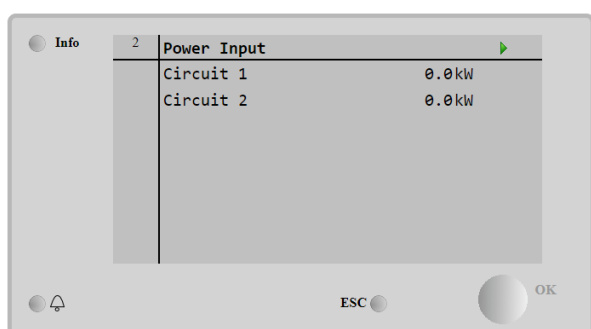 Info
2 Power Input
Circuit 1 0.0kW
Circuit 2 0.0kW
ESC
OK